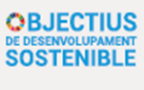 OBJECTIUS
DE DESENVOLUPAMENT
SOSTENIBLE